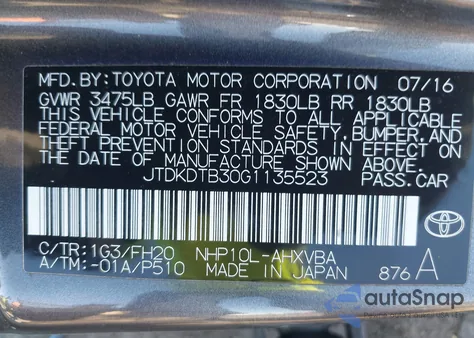 MFD.BY:TOYOTA MOTOR CORPORATION 07/16
GVWR 3475LB GAWR FR 1830LB RR 1830LB
THIS VEHICLE CONFORMS TO ALL APPLICABLE
FEDERAL MOTOR VEHICLE SAFETY, BUMPER, AND
THEFT PREVENTION STANDARDS IN EFFECT ON
THE DATE OF MANUFACTURE SHOWN ABOVE.
JTDKDTB30G1135523 PASS.CAR
TOYOTA
C/TR:1G3/FH20 NHP10L-AHXVBA
A/TM:-01A/P510 MADE IN JAPAN 876 A
autoSnap